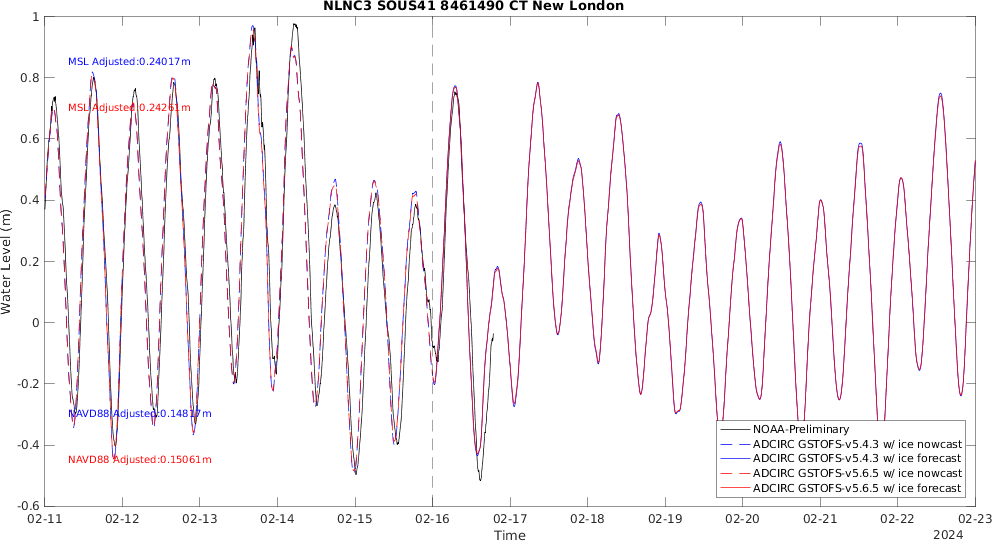 NLNC3 SOUS41 8461490 CT New London
Water Level (m)
1
0.8
0.6
0.4
0.2
0
-0.2
-0.4
-0.6
MSL Adjusted:0.24017m
MSL Adjusted:0.24261m
NAVD88 Adjusted:0.14817m
NAVD88 Adjusted:0.15061m
NOAA-Preliminary
ADCIRC GSTOFS-v5.4.3 w/ ice nowcast
ADCIRC GSTOFS-v5.4.3 w/ ice forecast
ADCIRC GSTOFS-v5.6.5 w/ ice nowcast
ADCIRC GSTOFS-v5.6.5 w/ ice forecast
02-11 02-12 02-13 02-14 02-15 02-16 02-17 02-18 02-19 02-20 02-21 02-22 02-23
Time
2024